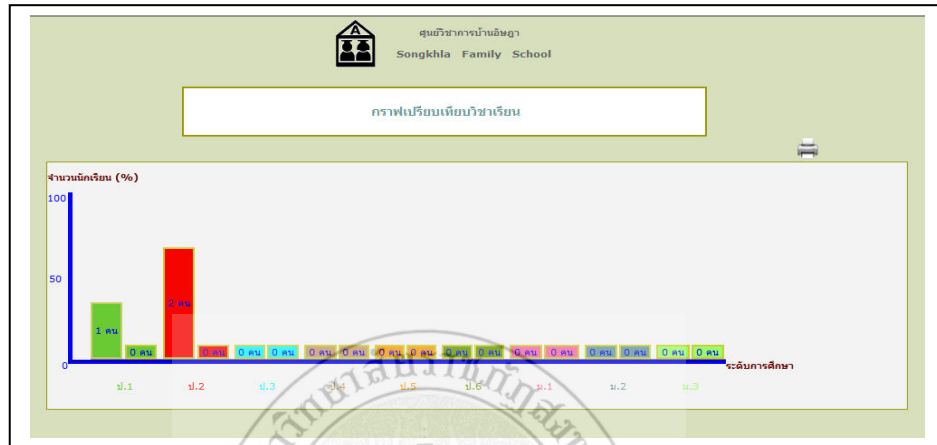 A
ศูนย์วิชาการบ้านอัษฎา
Songkhla Family School
กราฟเปรียบเทียบวิชาเรียน
จำนวนนักเรียน (%)
100
50
2 คน
1 คน
0 คน 0 คน 0 คน 0 คน 0 คน 0 คน 0 คน 0 คน 0 คน 0 คน 0 คน 0 คน 0 คน 0 คน 0 คน 0 คน
0
ระดับการศึกษา
ป.1 ป.2 ป.3 ป.4 ป.5 ป.6 ม.1 ม.2 ม.3